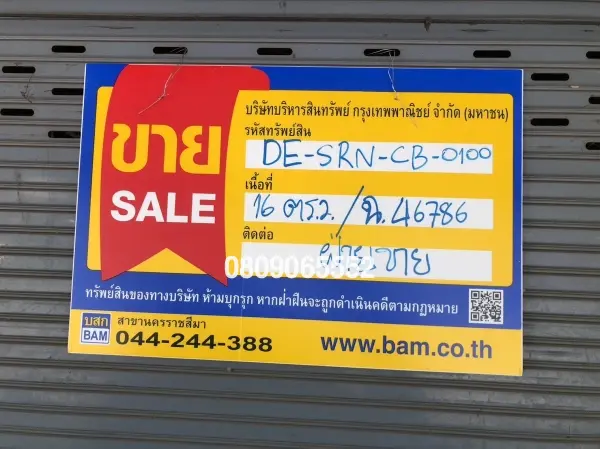 ขาย
SALE
บริษัทบริหารสินทรัพย์ กรุงเทพพาณิชย์ จำกัด (มหาชน)
รหัสทรัพย์สิน
DE-SRN-CB-0100
เนื้อที่
16 ตร.ว. / ฉ. 46786
ติดต่อ
ฝ่ายขาย
0809065552
ทรัพย์สินของทางบริษัท ห้ามบุกรุก หากฝ่าฝืนจะถูกดำเนินคดีตามกฎหมาย
บสก
BAM
สาขานครราชสีมา
044-244-388
www.bam.co.th